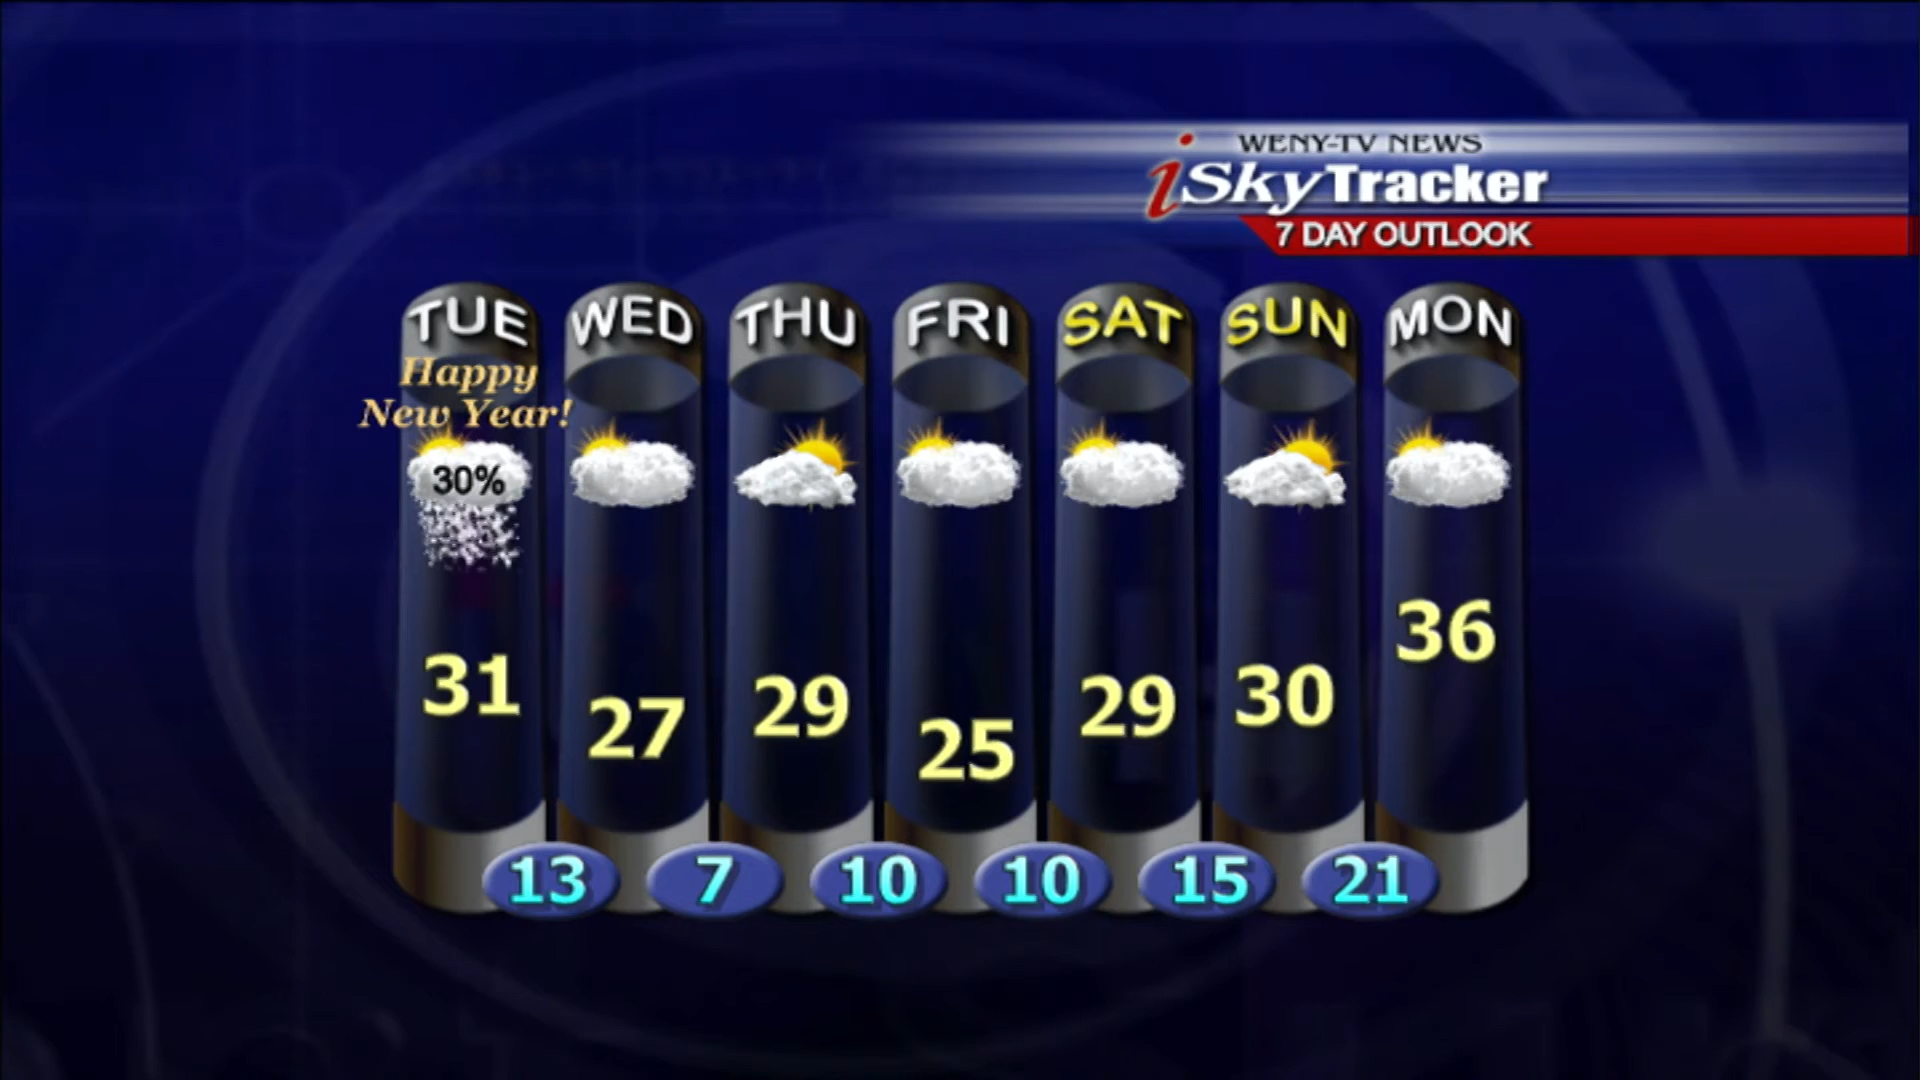 WENY-TV NEWS
iSkyTracker
7 DAY OUTLOOK
TUE WED THU FRI SAT SUN MON
Happy
New Year!
30%
31 27 29 25 29 30 36
13 7 10 10 15 21